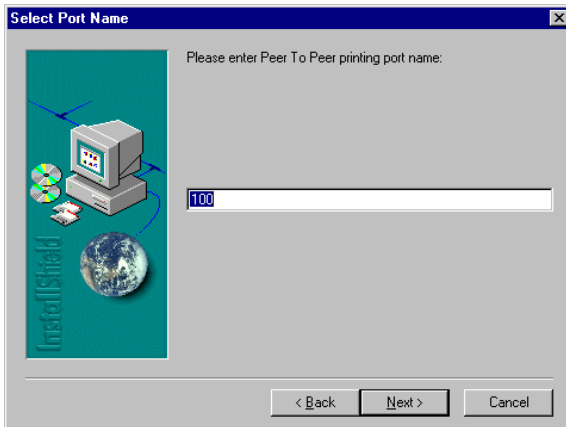 Select Port Name
Please enter Peer To Peer printing port name:
100
InstallShield
< Back
Next >
Cancel